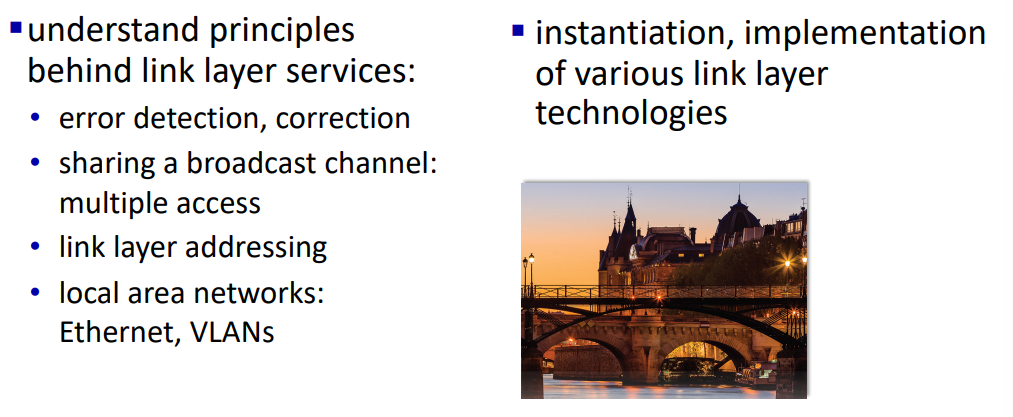 ▪understand principles
behind link layer services:
• error detection, correction
• sharing a broadcast channel:
multiple access
• link layer addressing
• local area networks:
Ethernet, VLANs
▪ instantiation, implementation
of various link layer
technologies